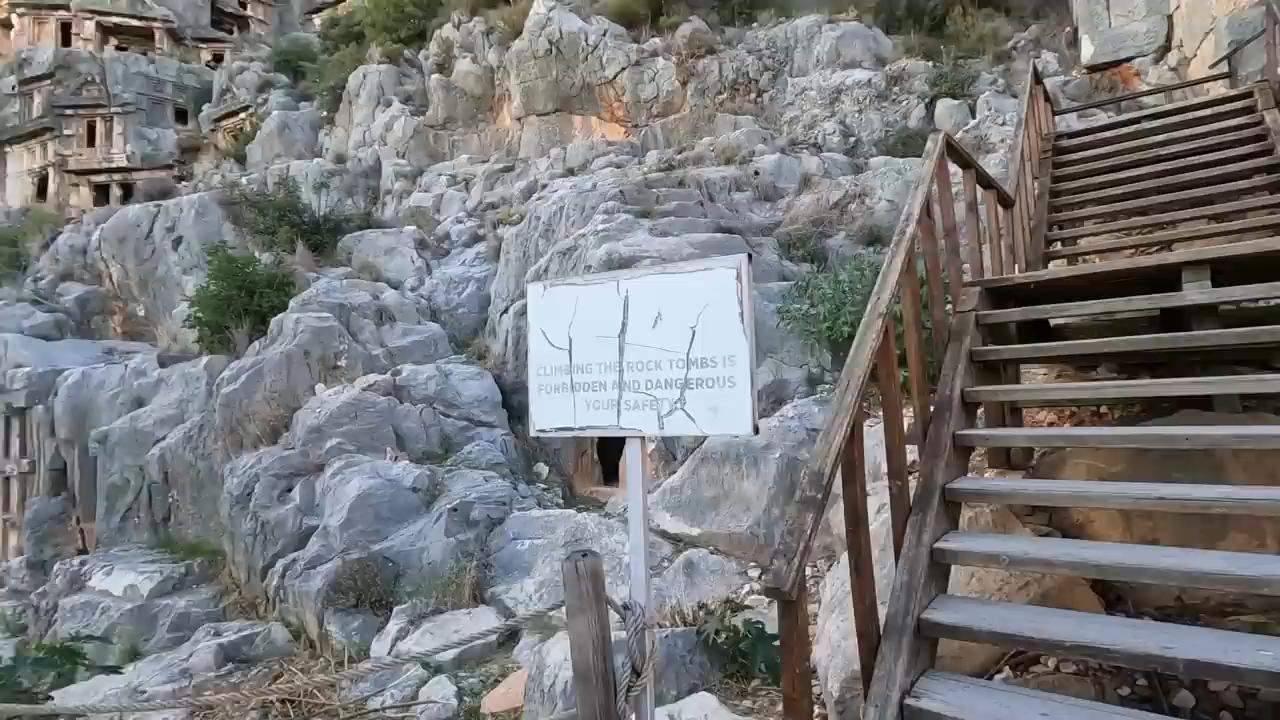 CLIMBING THE ROCK TOMBS IS
FORBIDDEN AND DANGEROUS
YOUR SAFETY